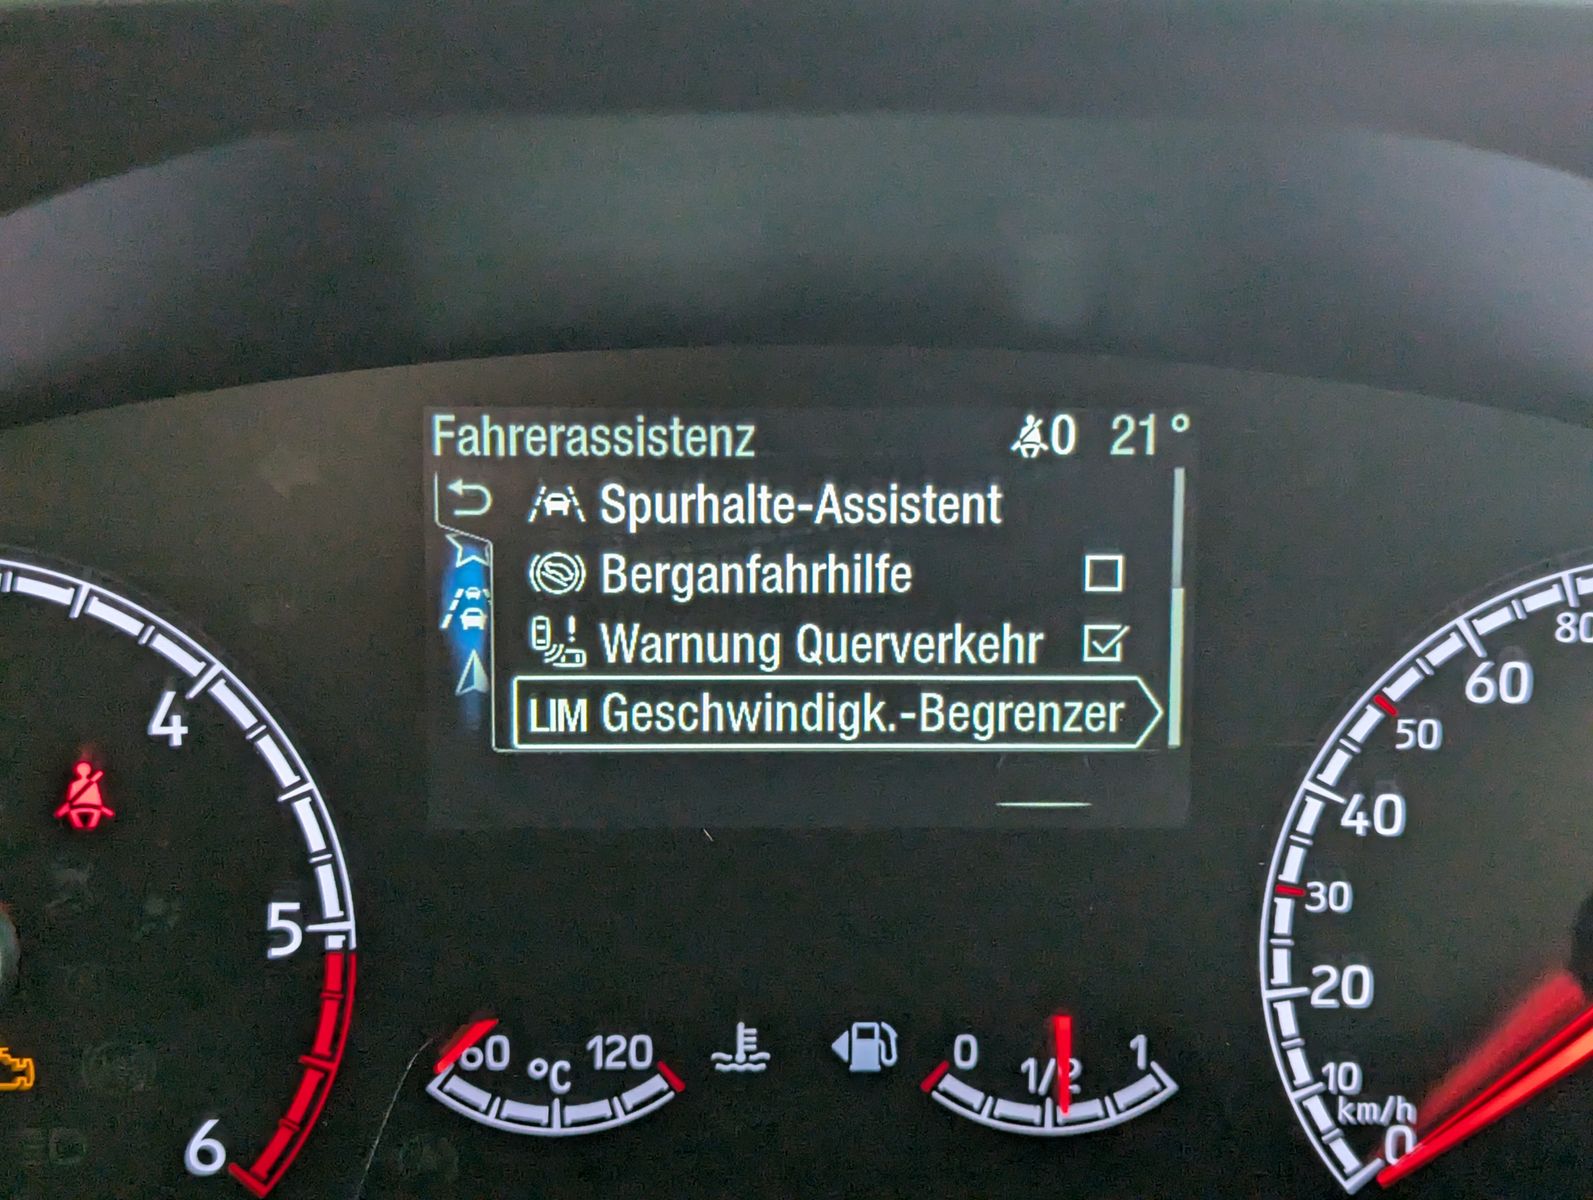 Fahrerassistenz 0 21°
Spurhalte-Assistent
Berganfahrhilfe
Warnung Querverkehr
LIM Geschwindigk.-Begrenzer
4
5
6
60 °C 120
0 1/2 1
80
60
50
40
30
20
10
km/h
0